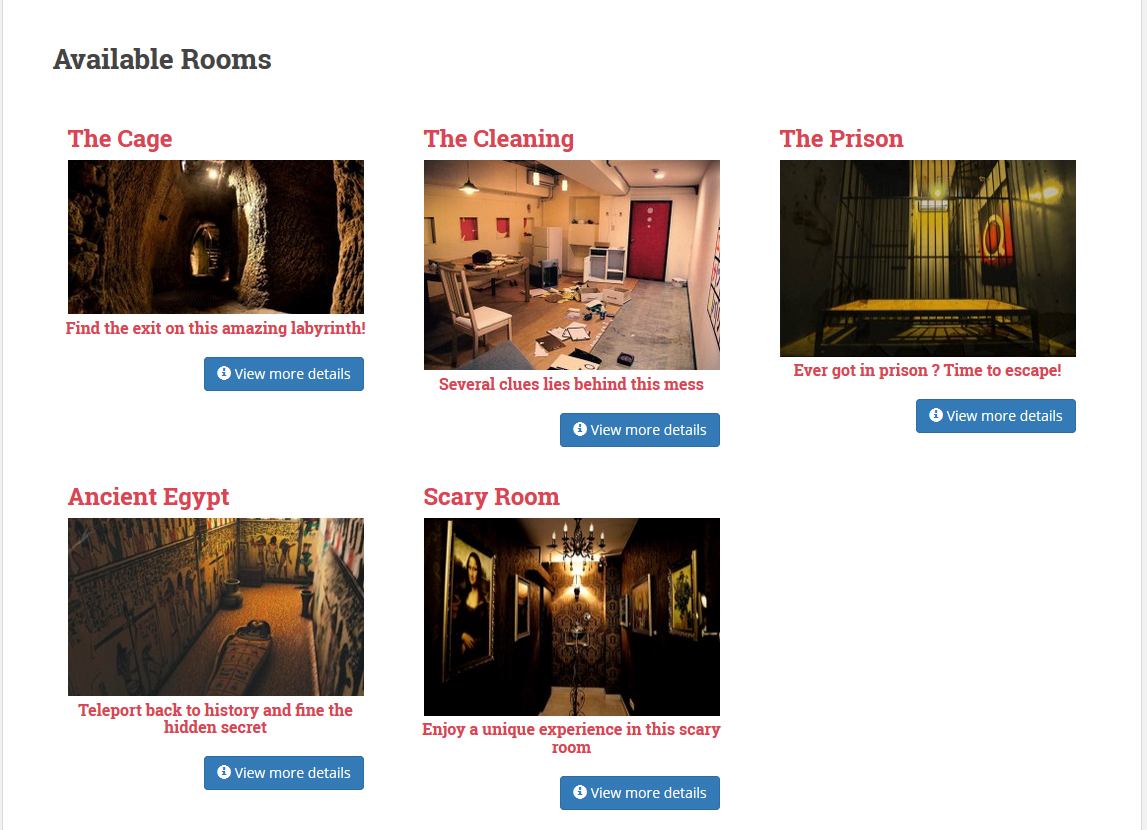 Available Rooms
The Cage
The Cleaning
The Prison
Find the exit on this amazing labyrinth!
View more details
Several clues lies behind this mess
View more details
Ever got in prison ? Time to escape!
View more details
Ancient Egypt
Scary Room
Teleport back to history and fine the
hidden secret
View more details
Enjoy a unique experience in this scary
room
View more details